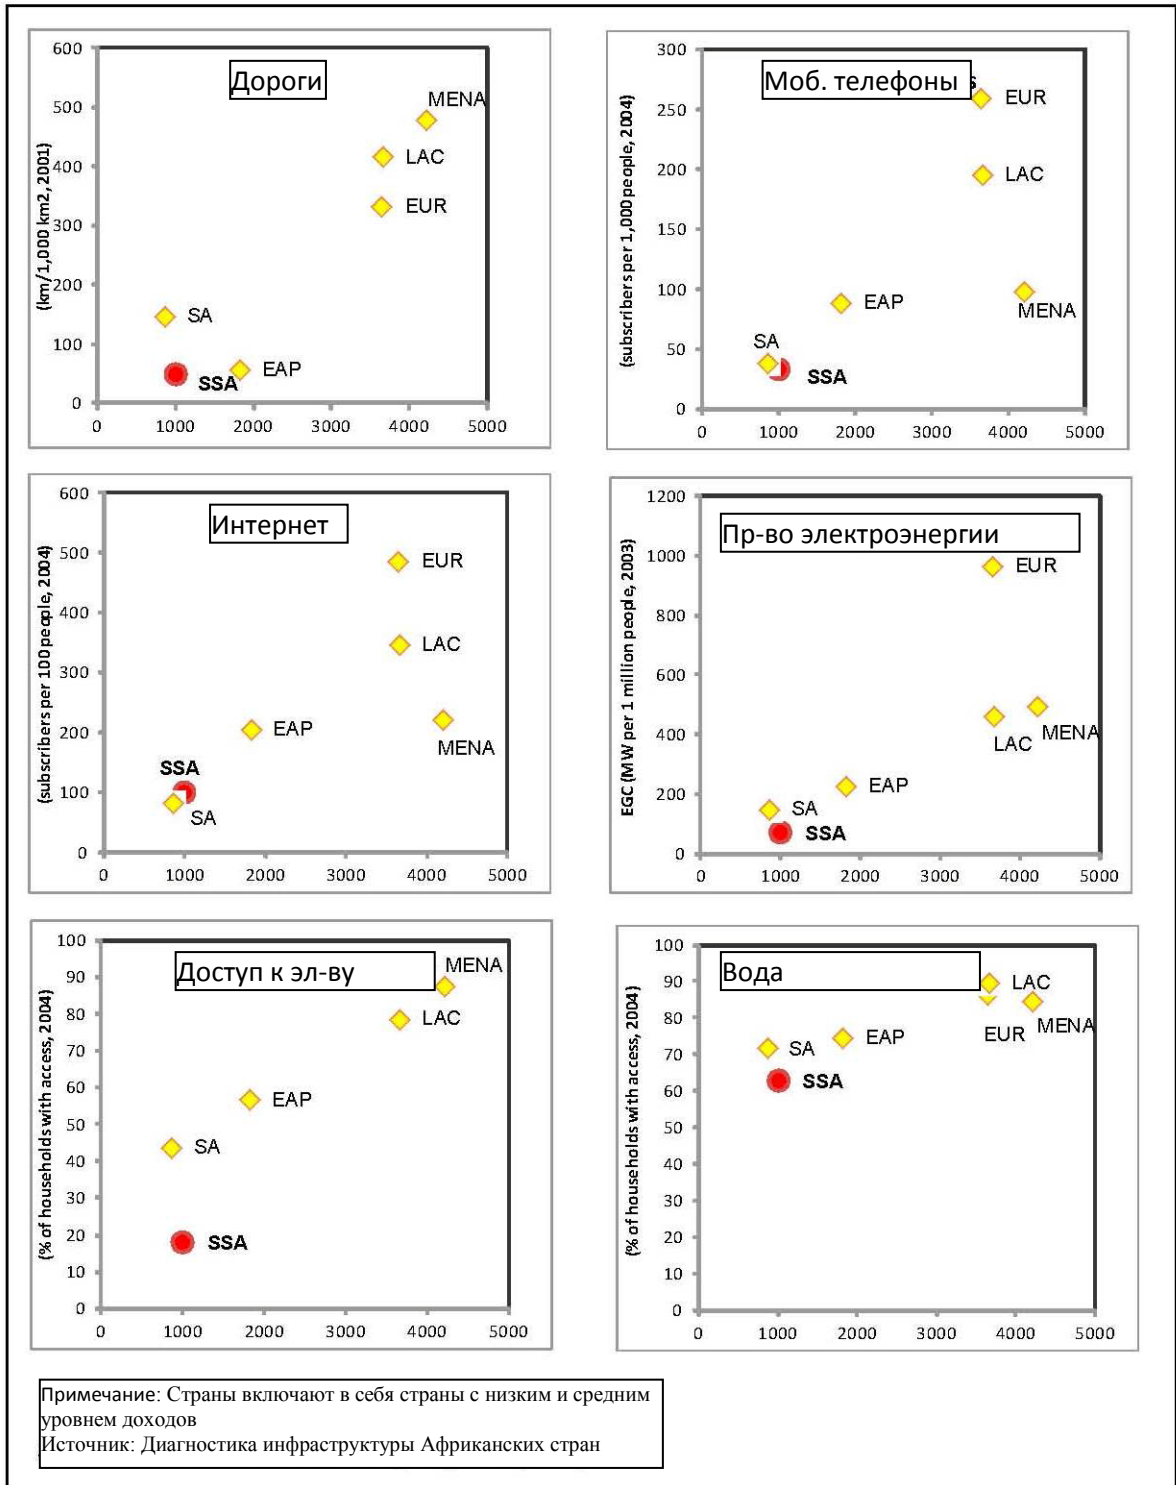 Дороги
(km/1,000 km2, 2001)
600
500
400
300
200
100
0
0 1000 2000 3000 4000 5000
MENA
LAC
EUR
SA
EAP
SSA
Моб. телефоны
(subscribers per 1,000 people, 2004)
300
250
200
150
100
50
0
0 1000 2000 3000 4000 5000
EUR
LAC
EAP
MENA
SA
SSA
Интернет
(subscribers per 100 people, 2004)
600
500
400
300
200
100
0
0 1000 2000 3000 4000 5000
EUR
LAC
EAP
MENA
SSA
SA
Пр-во электроэнергии
EGC (MW per 1 million people, 2003)
1200
1000
800
600
400
200
0
0 1000 2000 3000 4000 5000
EUR
MENA
LAC
EAP
SA
SSA
Доступ к эл-ву
(% of households with access, 2004)
100
90
80
70
60
50
40
30
20
10
0
0 1000 2000 3000 4000 5000
MENA
LAC
EAP
SA
SSA
Вода
(% of households with access, 2004)
100
90
80
70
60
50
40
30
20
10
0
0 1000 2000 3000 4000 5000
LAC
MENA
EUR
EAP
SA
SSA
Примечание: Страны включают в себя страны с низким и средним
уровнем доходов
Источник: Диагностика инфраструктуры Африканских стран